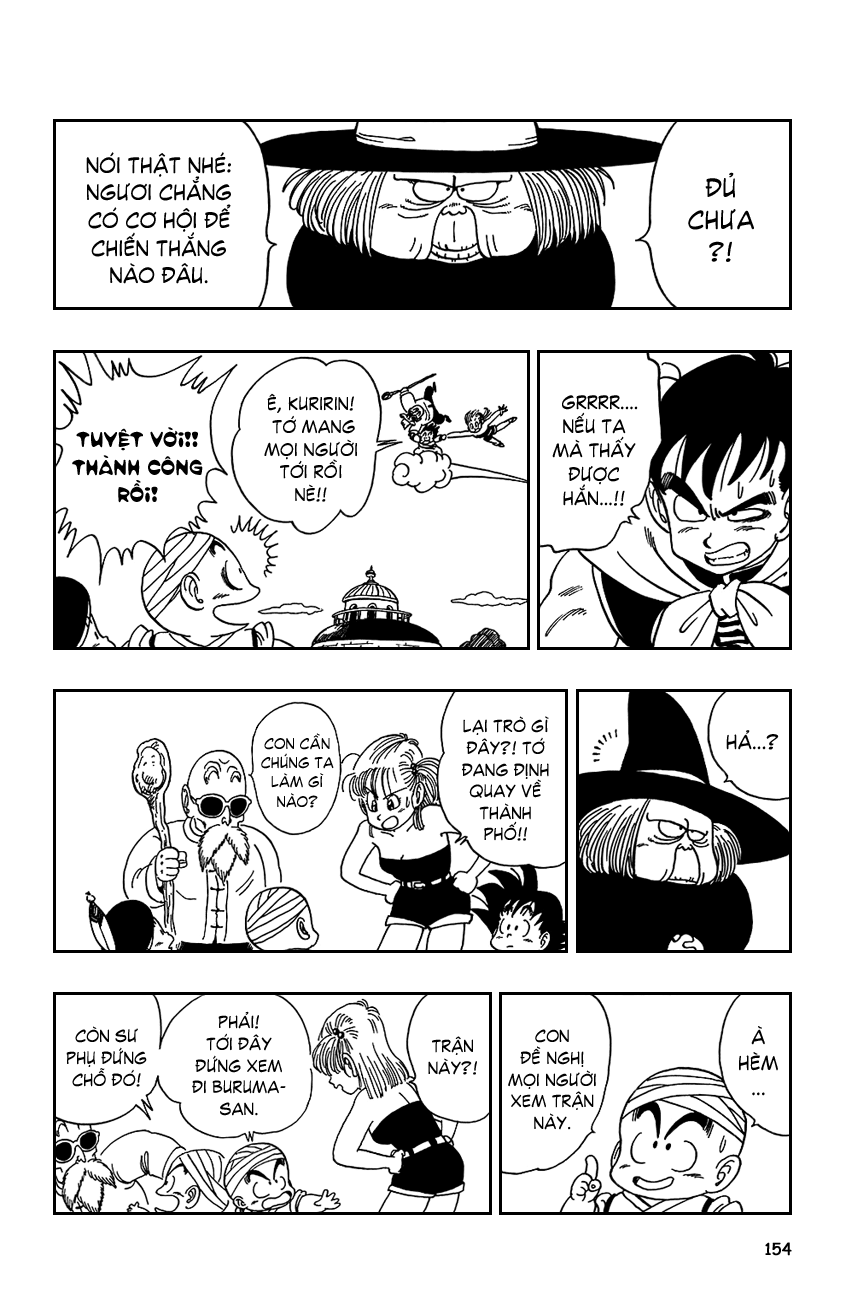 ĐỦ
CHƯA
?!
NÓI THẬT NHÉ:
NGƯƠI CHẲNG
CÓ CƠ HỘI ĐỂ
CHIẾN THẮNG
NÀO ĐÂU.
GRRRR....
NẾU TA
MÀ THẤY
ĐƯỢC
HẮN...!!
Ê, KURIRIN!
TỚ MANG
MỌI NGƯỜI
TỚI RỒI
NÈ!!
TUYỆT VỜI!!
THÀNH CÔNG
RỒI!
HẢ...?
LẠI TRÒ GÌ
ĐÂY?! TỚ
ĐANG ĐỊNH
QUAY VỀ
THÀNH
PHỐ!!
CON CẦN
CHÚNG TA
LÀM GÌ
NÀO?
À
HÈM
...
CON
ĐỀ NGHỊ
MỌI NGƯỜI
XEM TRẬN
NÀY.
TRẬN
NÀY?!
PHẢI!
TỚI ĐÂY
ĐỨNG XEM
ĐI BURUMA-
SAN.
CÒN SƯ
PHỤ ĐỨNG
CHỖ ĐÓ!
154